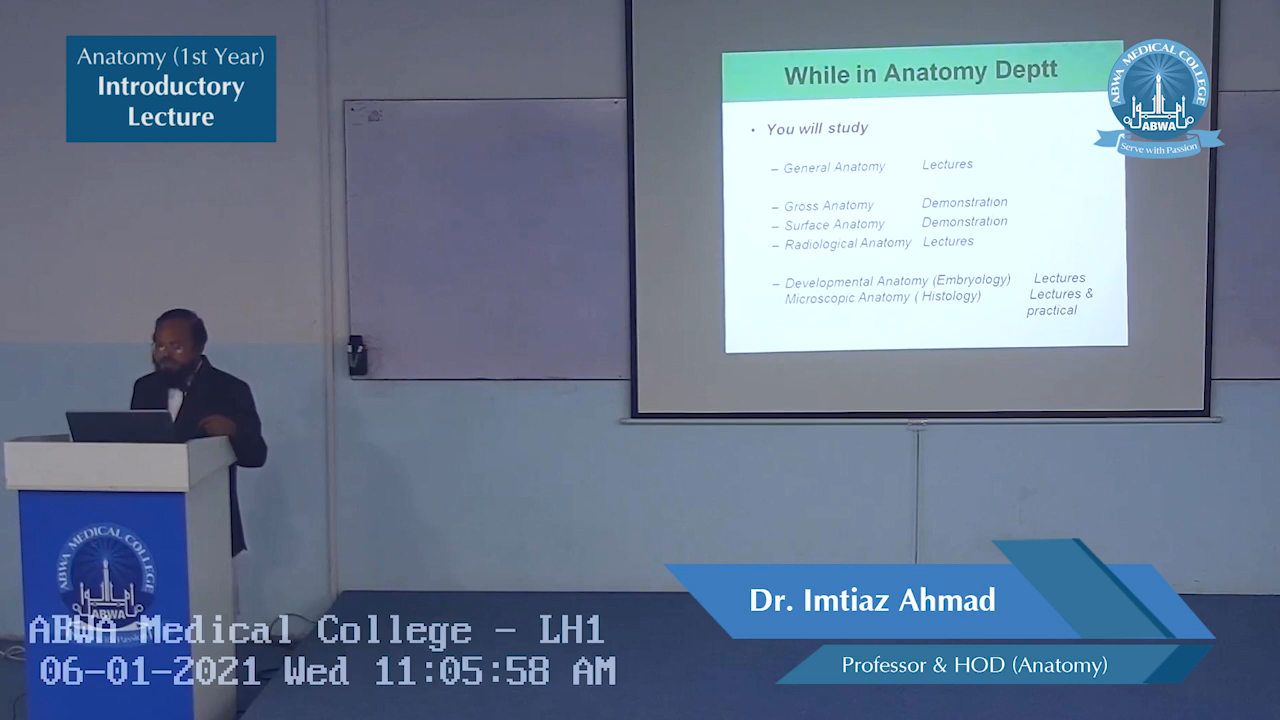 Anatomy (1st Year)
Introductory
Lecture
While in Anatomy Deptt
• You will study
– General Anatomy Lectures
– Gross Anatomy Demonstration
– Surface Anatomy Demonstration
– Radiological Anatomy Lectures
– Developmental Anatomy (Embryology) Lectures
Microscopic Anatomy ( Histology) Lectures &
practical
ABWA MEDICAL COLLEGE
ABWA
Serve with Passion
ABWA MEDICAL COLLEGE
ABWA
Passion
Dr. Imtiaz Ahmad
Professor & HOD (Anatomy)
ABWA Medical College - LH1
06-01-2021 Wed 11:05:58 AM